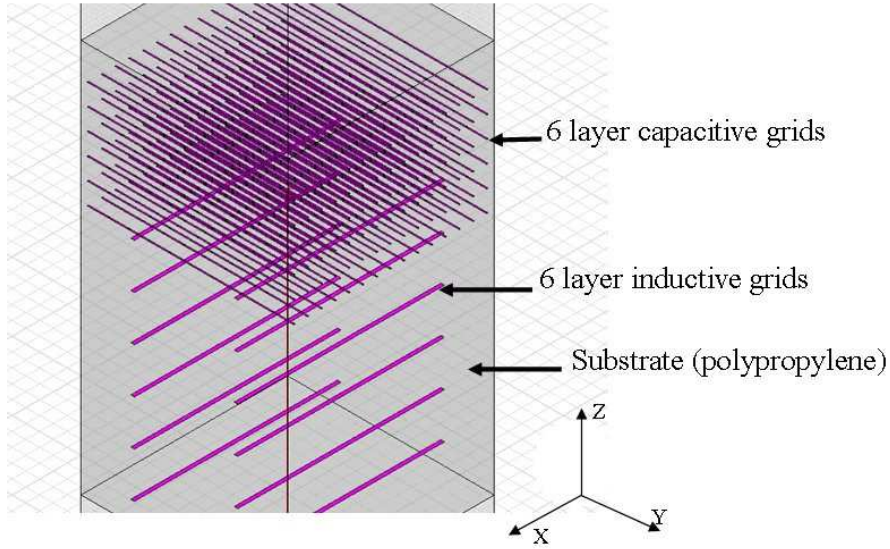 6 layer capacitive grids
6 layer inductive grids
Substrate (polypropylene)
Z
Y
X